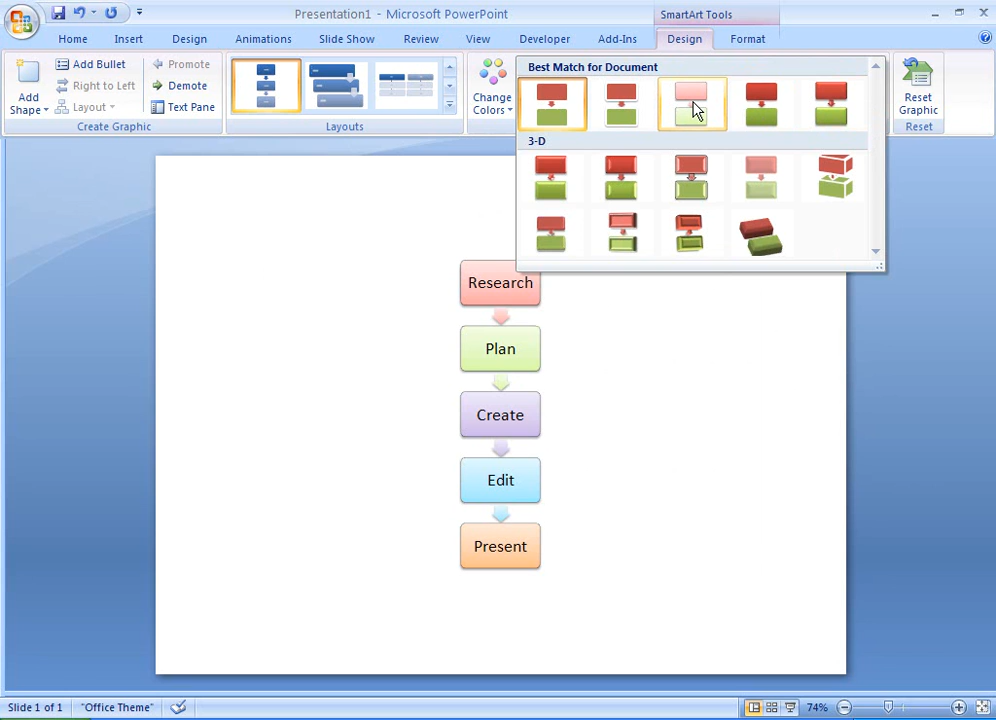 Presentation1 - Microsoft PowerPoint
SmartArt Tools
Home Insert Design Animations Slide Show Review View Developer Add-Ins Design Format
Add Shape
Add Bullet
Right to Left
Layout
Promote
Demote
Text Pane
Create Graphic
Layouts
Change Colors
Best Match for Document
3-D
Reset Graphic
Reset
Research
Plan
Create
Edit
Present
Slide 1 of 1 "Office Theme" 74%